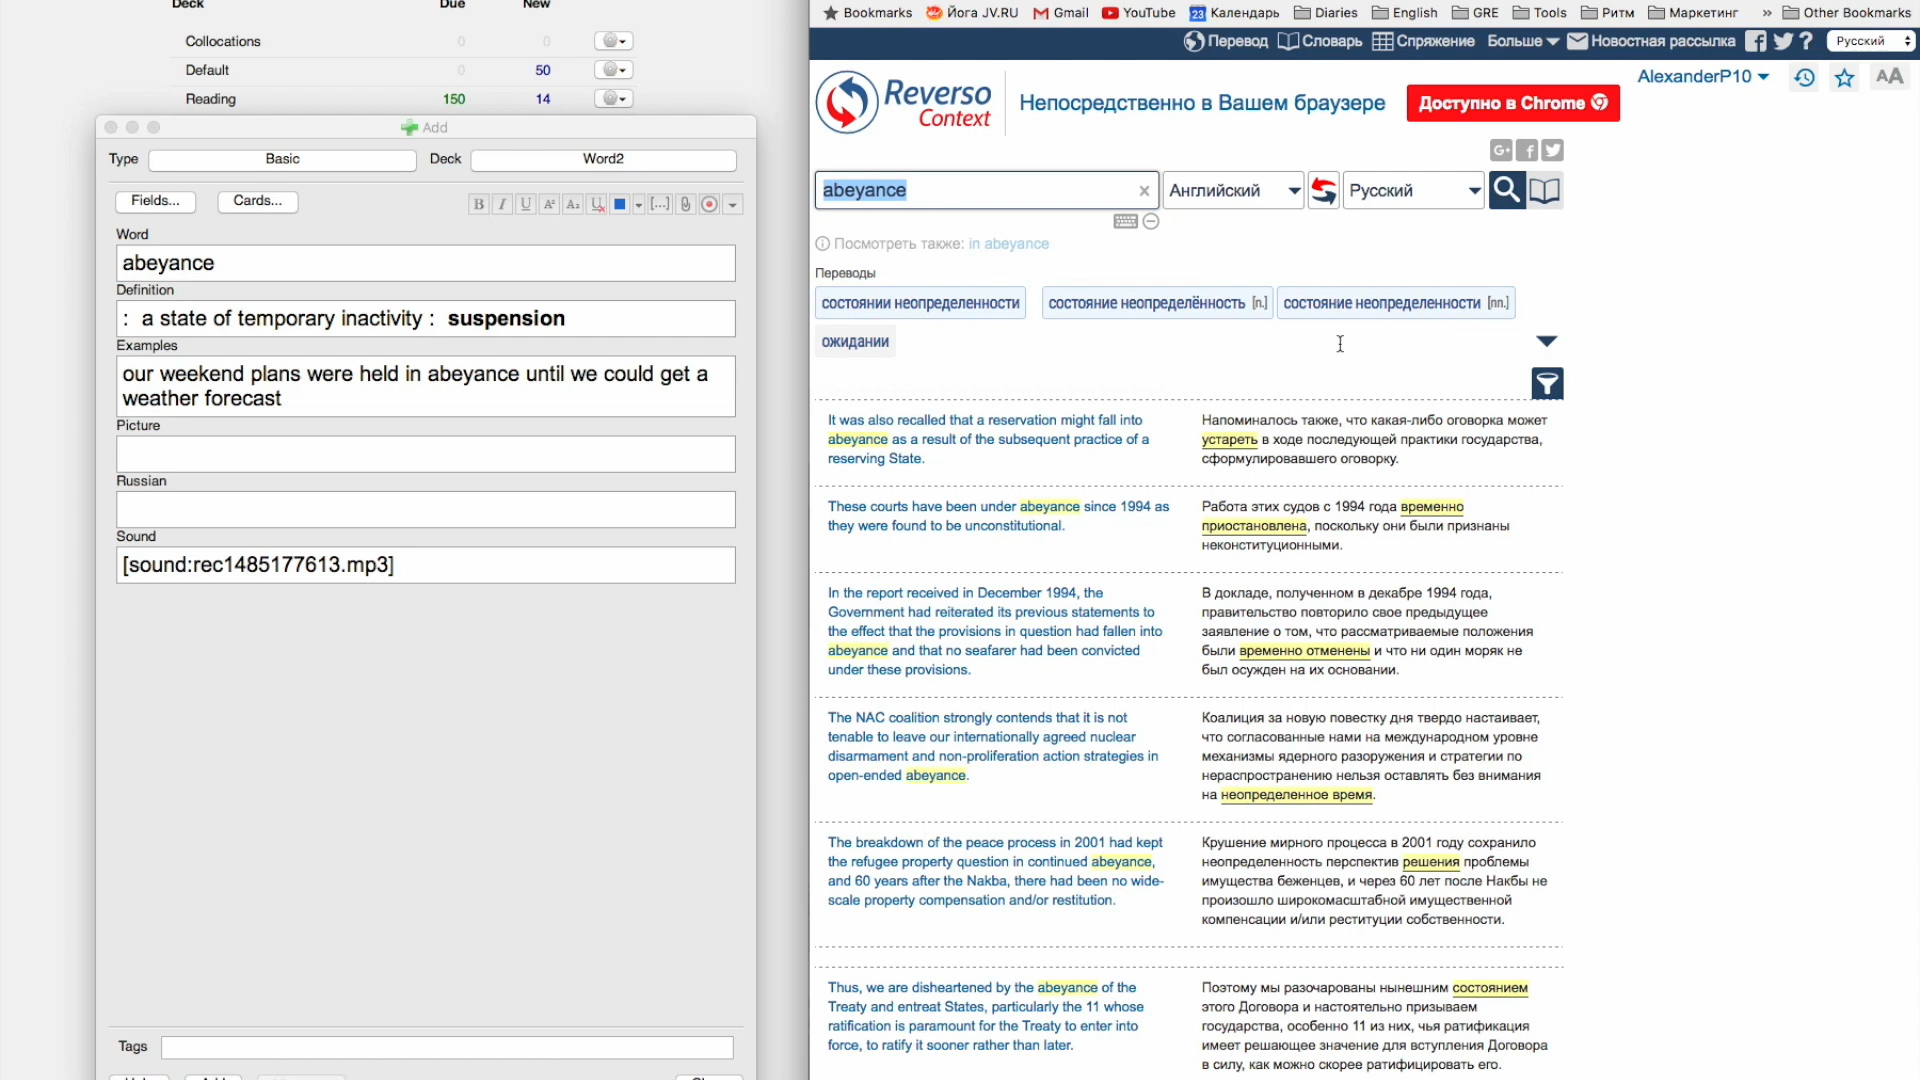 Deck Due New
Collocations 0 0
Default 0 50
Reading 150 14
Add
Type Basic Deck Word2
Fields... Cards...
Word
abeyance
Definition
: a state of temporary inactivity : suspension
Examples
our weekend plans were held in abeyance until we could get a
weather forecast
Picture
Russian
Sound
[sound:rec1485177613.mp3]
Tags
Bookmarks Йога JV.RU Gmail YouTube 23 Календарь Diaries English GRE Tools Ритм Маркетинг » Other Bookmarks
Перевод Словарь Спряжение Больше Новостная рассылка ? Русский
AlexanderP10 AA
Reverso
Context
Непосредственно в Вашем браузере
Доступно в Chrome
G+ f
abeyance × Английский Русский
Посмотреть также: in abeyance
Переводы
состоянии неопределенности состояние неопределённость [n.] состояние неопределенности [nn.]
ожидании
It was also recalled that a reservation might fall into
abeyance as a result of the subsequent practice of a
reserving State.
Напоминалось также, что какая-либо оговорка может
устареть в ходе последующей практики государства,
сформулировавшего оговорку.
These courts have been under abeyance since 1994 as
they were found to be unconstitutional.
Работа этих судов с 1994 года временно
приостановлена, поскольку они были признаны
неконституционными.
In the report received in December 1994, the
Government had reiterated its previous statements to
the effect that the provisions in question had fallen into
abeyance and that no seafarer had been convicted
under these provisions.
В докладе, полученном в декабре 1994 года,
правительство повторило свое предыдущее
заявление о том, что рассматриваемые положения
были временно отменены и что ни один моряк не
был осужден на их основании.
The NAC coalition strongly contends that it is not
tenable to leave our internationally agreed nuclear
disarmament and non-proliferation action strategies in
open-ended abeyance.
Коалиция за новую повестку дня твердо настаивает,
что согласованные нами на международном уровне
механизмы ядерного разоружения и стратегии по
нераспространению нельзя оставлять без внимания
на неопределенное время.
The breakdown of the peace process in 2001 had kept
the refugee property question in continued abeyance,
and 60 years after the Nakba, there had been no wide-
scale property compensation and/or restitution.
Крушение мирного процесса в 2001 году сохранило
неопределенность перспектив решения проблемы
имущества беженцев, и через 60 лет после Накбы не
произошло широкомасштабной имущественной
компенсации и/или реституции собственности.
Thus, we are disheartened by the abeyance of the
Treaty and entreat States, particularly the 11 whose
ratification is paramount for the Treaty to enter into
force, to ratify it sooner rather than later.
Поэтому мы разочарованы нынешним состоянием
этого Договора и настоятельно призываем
государства, особенно 11 из них, чья ратификация
имеет решающее значение для вступления Договора
в силу, как можно скорее ратифицировать его.